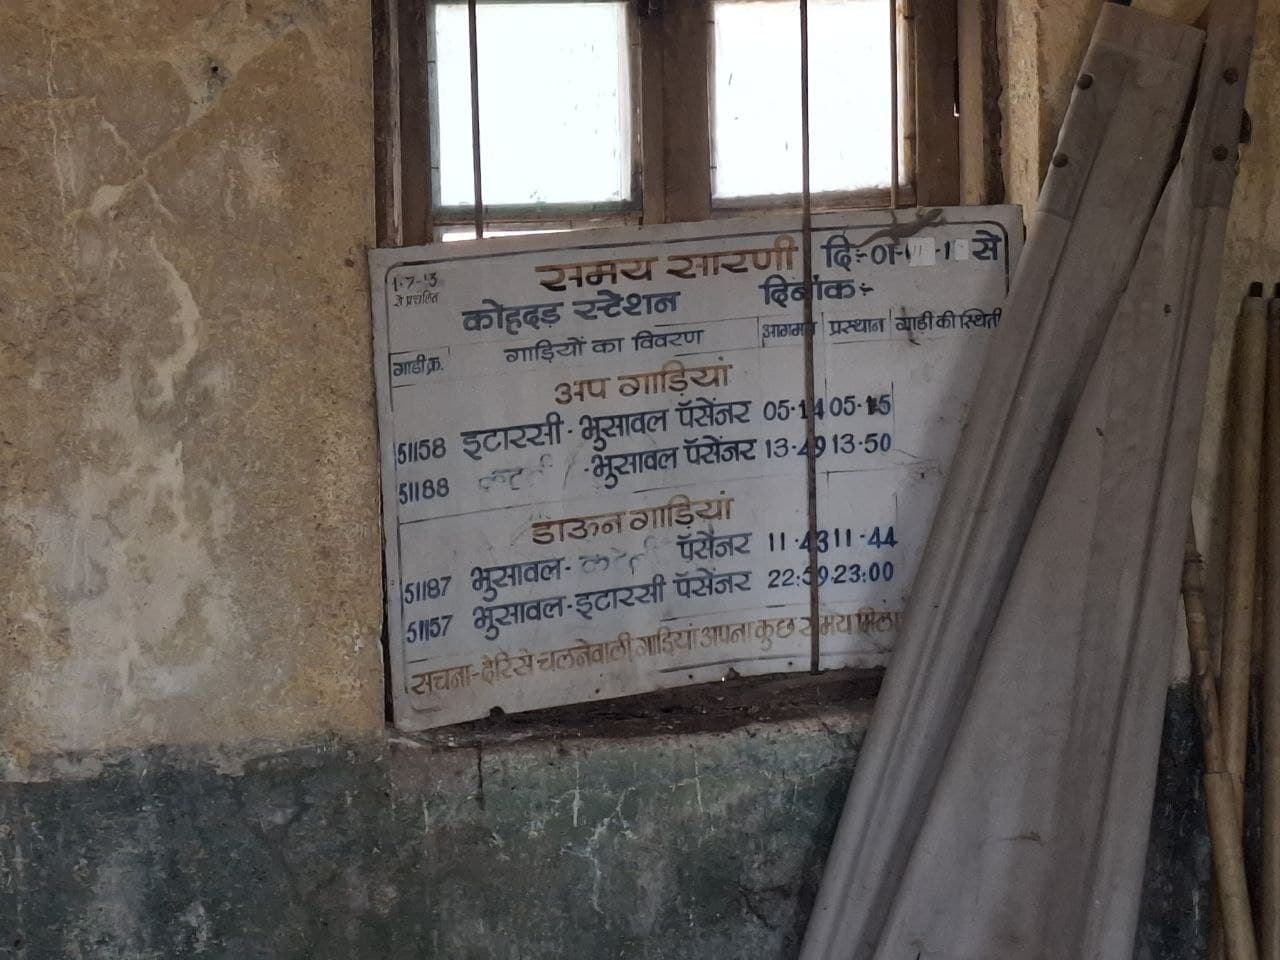 समय सारणी दि:-01-
1-7-
से प्रचलित
कोहदड़ स्टेशन दिनांक:-
गाडी क्र. गाड़ियों का विवरण आगमन प्रस्थान गाडी की स्थिती
अप गाड़ियां
51158 इटारसी - भुसावल पॅसेंजर 05-14 05-15
51188 - भुसावल पॅसेंजर 13-49 13-50
डाऊन गाड़ियां
51187 भुसावल - पॅसेंजर 11-43 11-44
51157 भुसावल - इटारसी पॅसेंजर 22:59 23:00
सूचना - देरिसे चलनेवाली गाड़ियां अपना कुछ समय